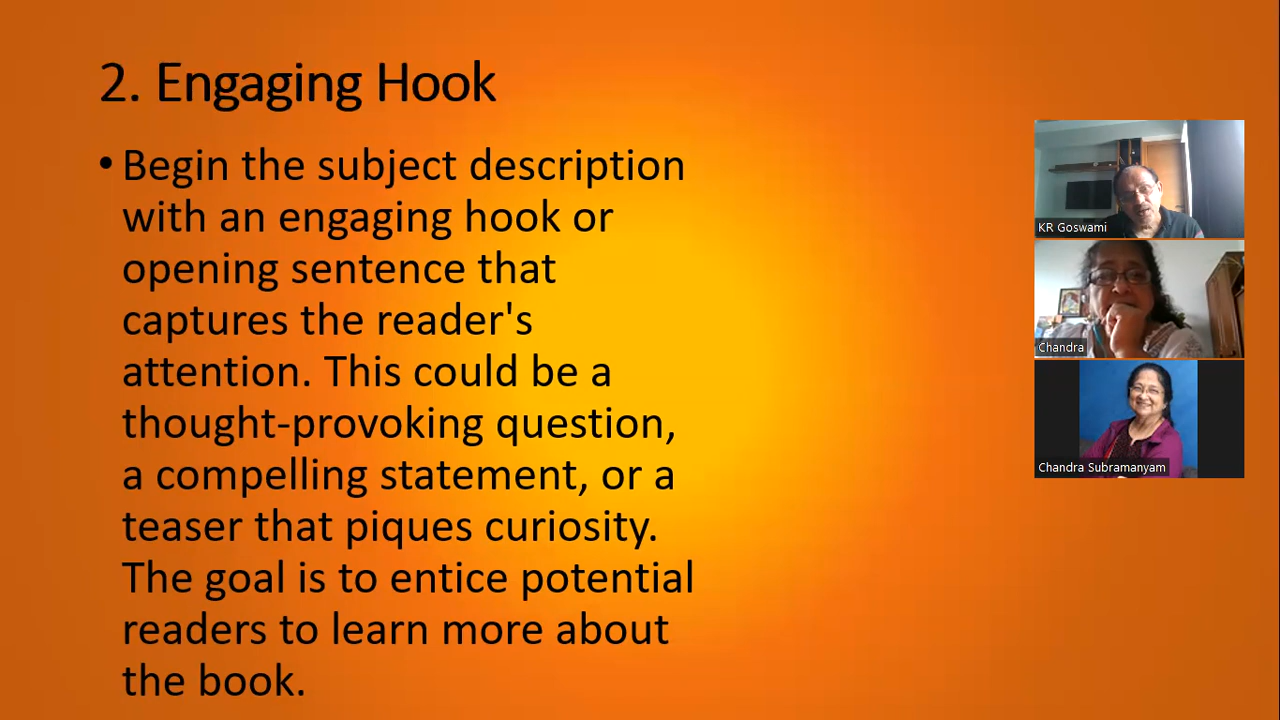 2. Engaging Hook
• Begin the subject description
with an engaging hook or
opening sentence that
captures the reader's
attention. This could be a
thought-provoking question,
a compelling statement, or a
teaser that piques curiosity.
The goal is to entice potential
readers to learn more about
the book.
KR Goswami
Chandra
Chandra Subramanyam